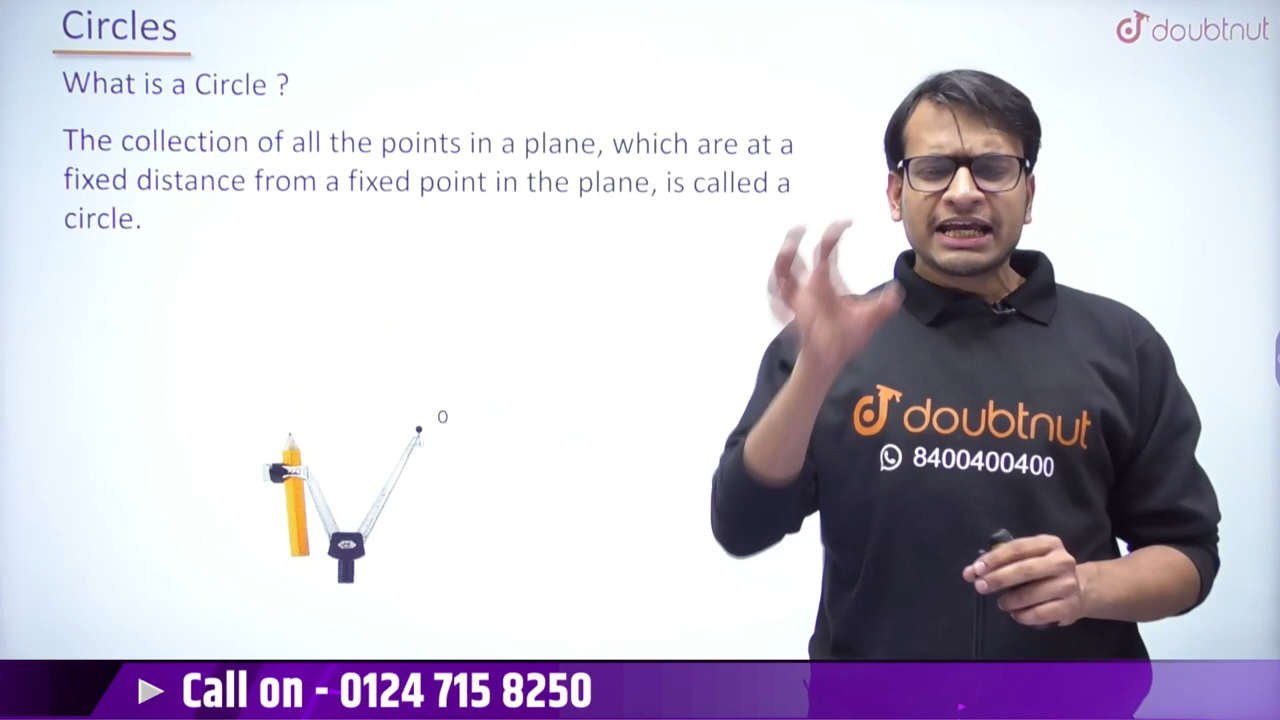 Circles
doubtnut
What is a Circle ?
The collection of all the points in a plane, which are at a
fixed distance from a fixed point in the plane, is called a
circle.
O
doubtnut
8400400400
Call on - 0124 715 8250